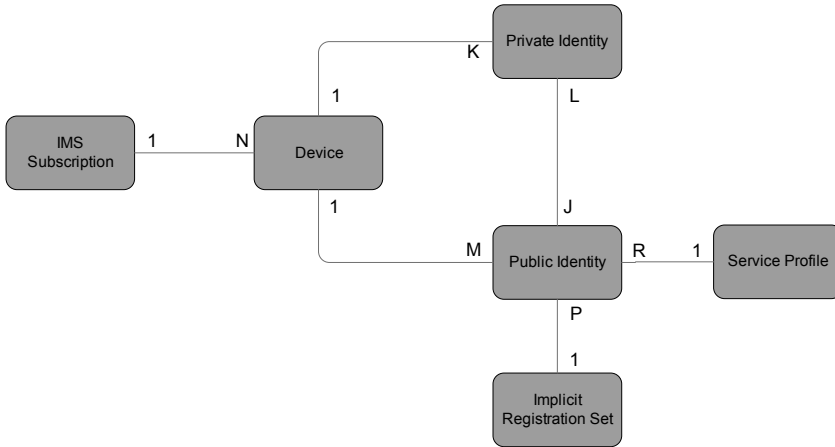 Private Identity
K
1
L
IMS
Subscription
1
N
Device
1
J
M
Public Identity
R
1
Service Profile
P
1
Implicit
Registration Set